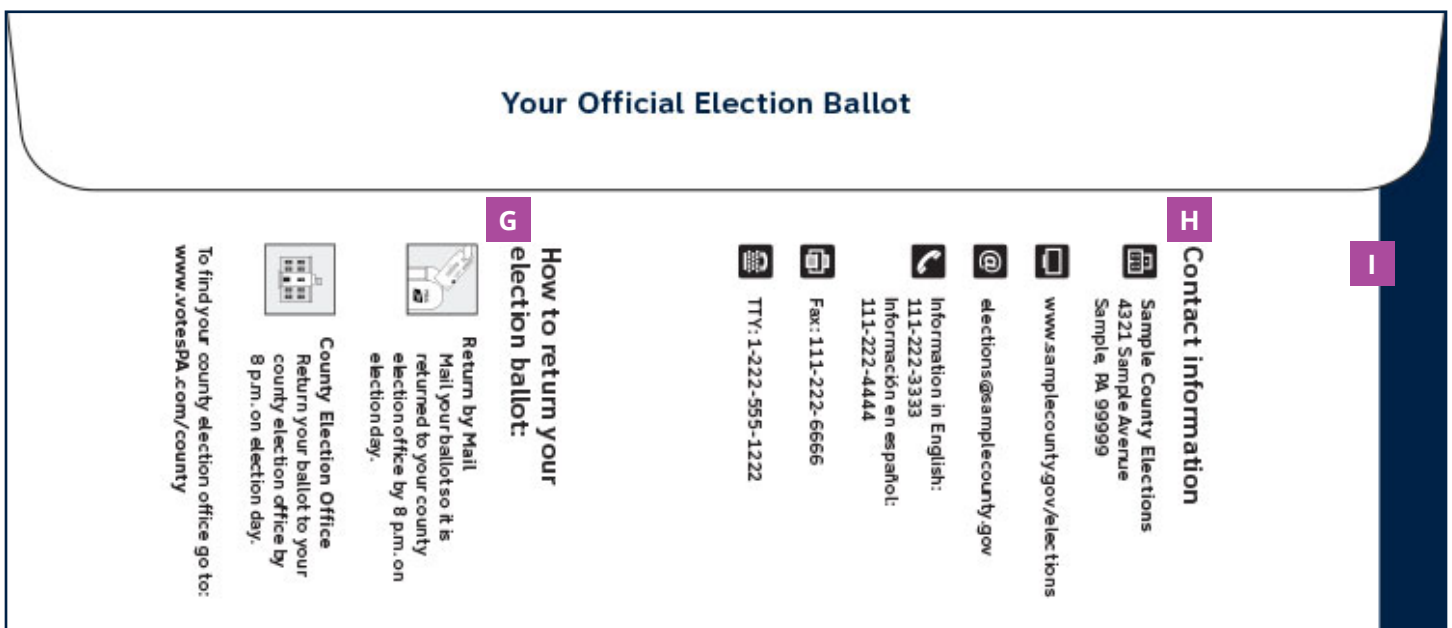 Your Official Election Ballot
G
H
I
Contact information
Sample County Elections
4321 Sample Avenue
Sample, PA 99999
www.samplecounty.gov/elections
elections@samplecounty.gov
Information in English:
111-222-3333
Información en español:
111-222-4444
Fax: 111-222-6666
TTY: 1-222-555-1222
How to return your
election ballot:
Return by Mail
Mail your ballot so it is
returned to your county
election office by 8 p.m. on
election day.
County Election Office
Return your ballot to your
county election office by
8 p.m. on election day.
To find your county election office go to:
www.votesPA.com/county